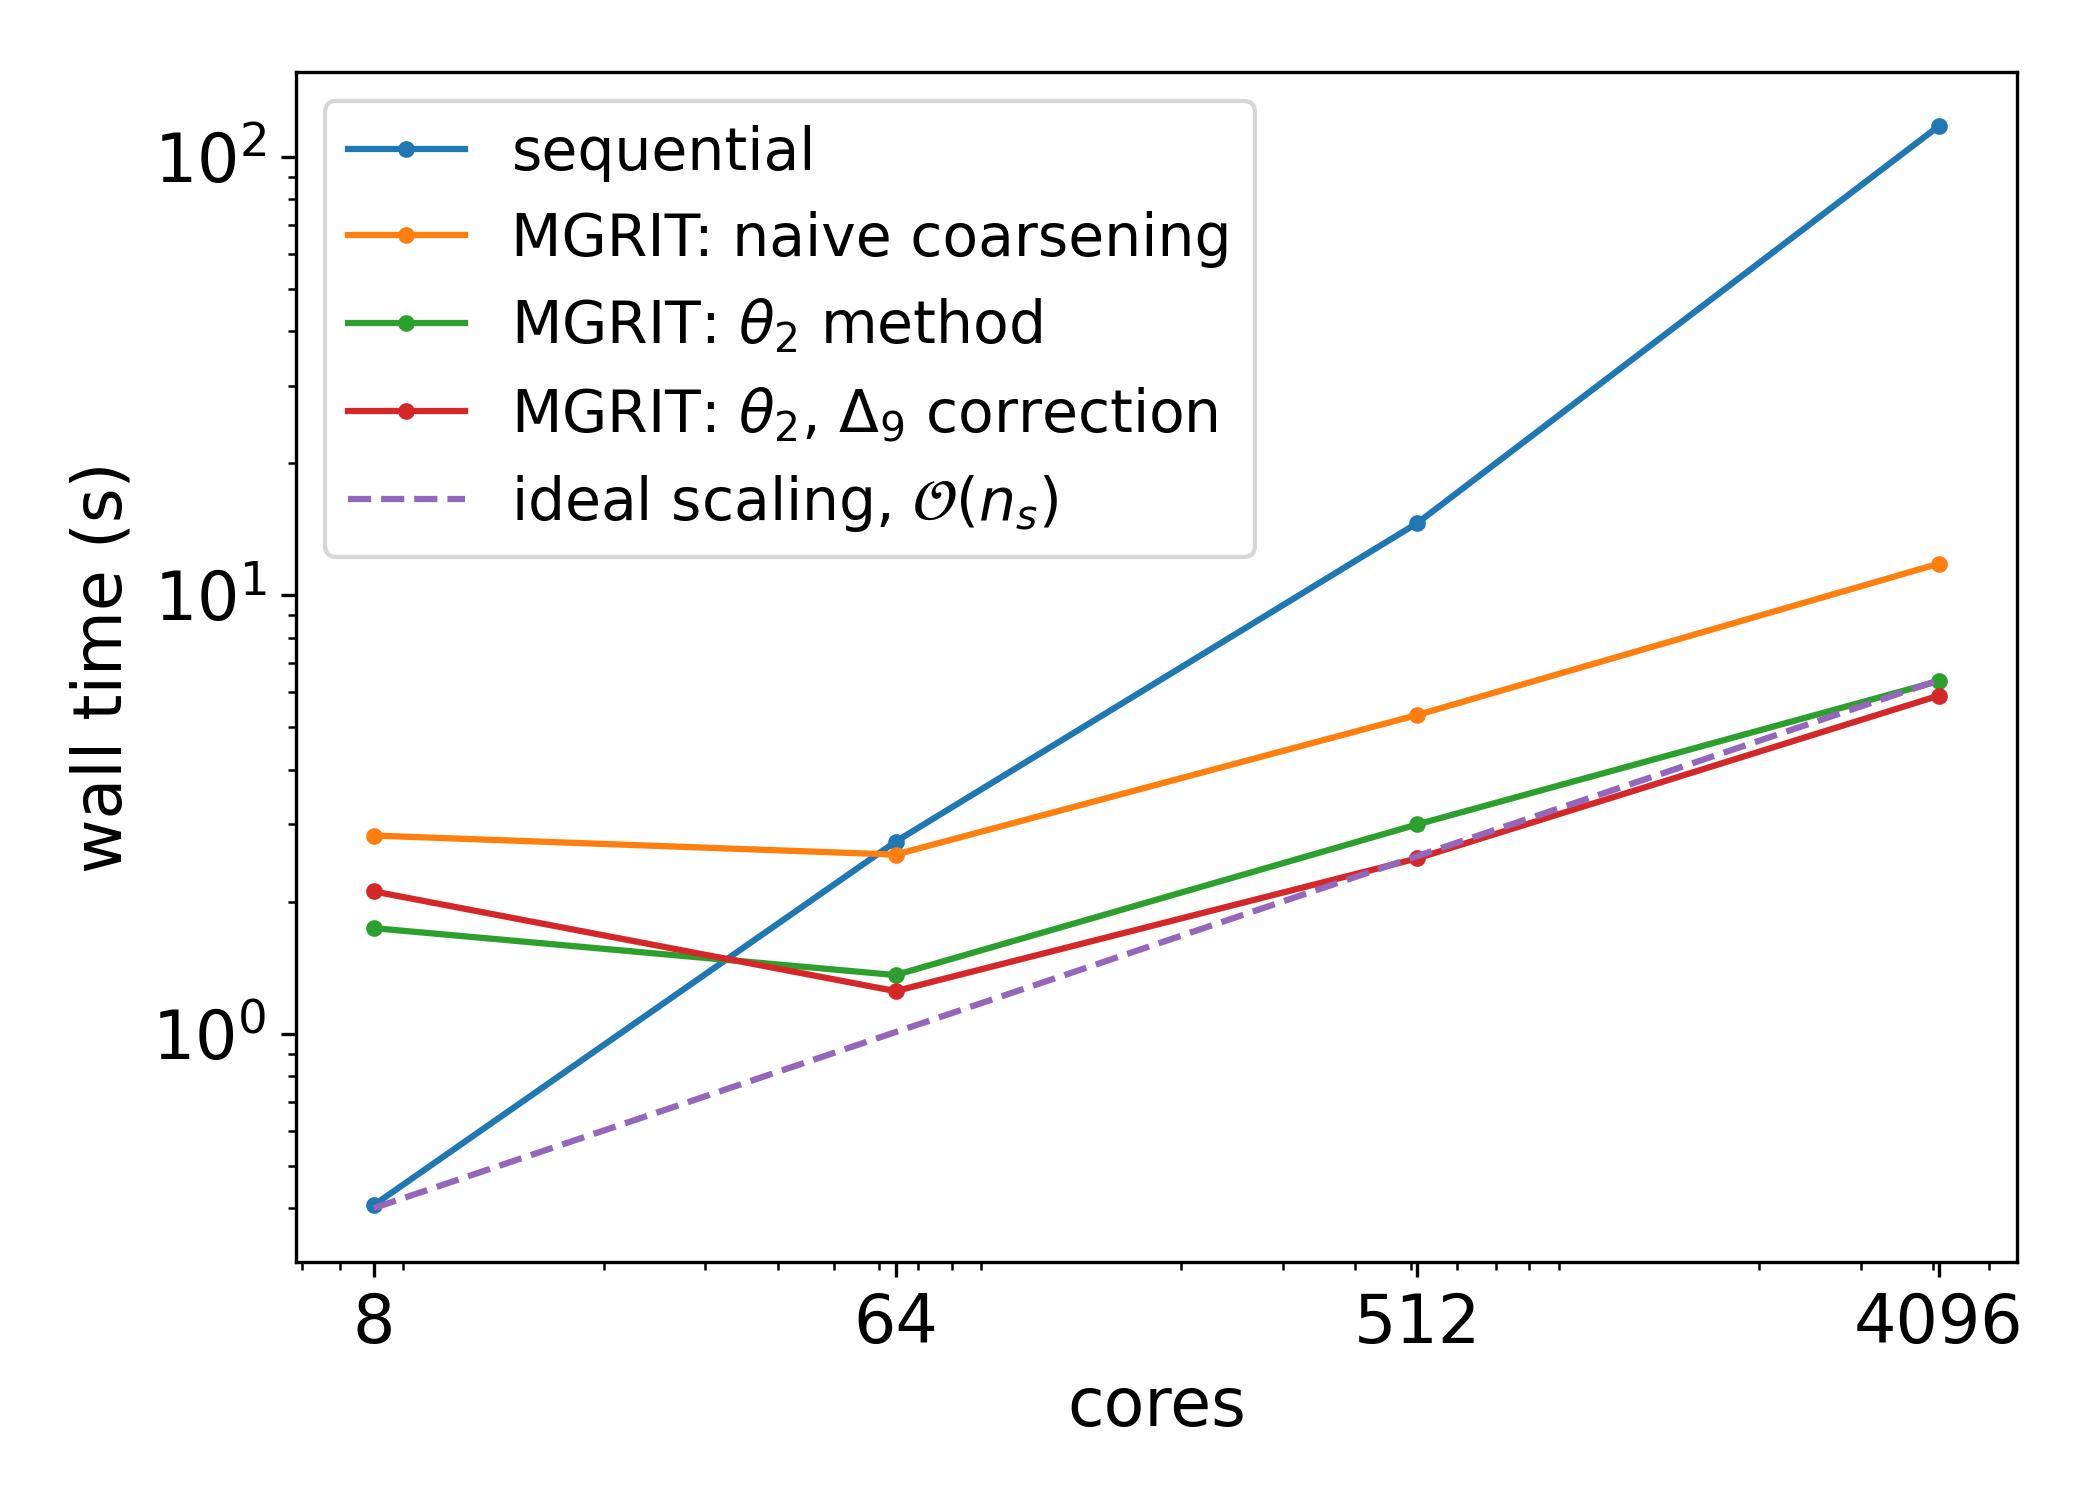 sequential
MGRIT: naive coarsening
MGRIT: θ₂ method
MGRIT: θ₂, Δ₉ correction
ideal scaling, 𝒪(nₛ)
wall time (s)
10²
10¹
10⁰
8 64 512 4096
cores